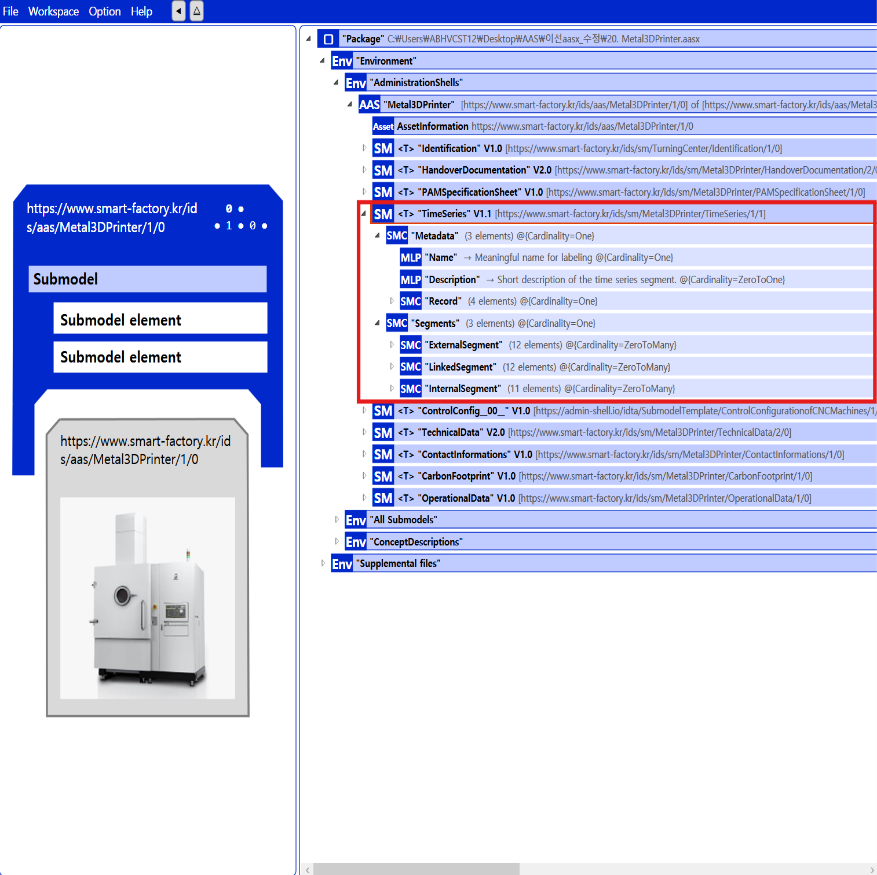 File Workspace Option Help
https://www.smart-factory.kr/id
s/aas/Metal3DPrinter/1/0
0
1 0
Submodel
Submodel element
Submodel element
https://www.smart-factory.kr/id
s/aas/Metal3DPrinter/1/0
"Package" C:₩Users₩ABHVCST12₩Desktop₩AAS₩이선aasx_수정₩20. Metal3DPrinter.aasx
Env "Environment"
Env "AdministrationShells"
AAS "Metal3DPrinter" [https://www.smart-factory.kr/ids/aas/Metal3DPrinter/1/0] of [https://www.smart-factory.kr/ids/aas/Metal3
Asset AssetInformation https://www.smart-factory.kr/ids/aas/Metal3DPrinter/1/0
SM <T> "Identification" V1.0 [https://www.smart-factory.kr/ids/sm/TurningCenter/Identification/1/0]
SM <T> "HandoverDocumentation" V2.0 [https://www.smart-factory.kr/ids/sm/Metal3DPrinter/HandoverDocumentation/2/0
SM <T> "PAMSpecificationSheet" V1.0 [https://www.smart-factory.kr/ids/sm/Metal3DPrinter/PAMSpecificationSheet/1/0]
SM <T> "TimeSeries" V1.1 [https://www.smart-factory.kr/ids/sm/Metal3DPrinter/TimeSeries/1/1]
SMC "Metadata" (3 elements) @{Cardinality=One}
MLP "Name" → Meaningful name for labeling @{Cardinality=One}
MLP "Description" → Short description of the time series segment. @{Cardinality=ZeroToOne}
SMC "Record" (4 elements) @{Cardinality=One}
SMC "Segments" (3 elements) @{Cardinality=One}
SMC "ExternalSegment" (12 elements) @{Cardinality=ZeroToMany}
SMC "LinkedSegment" (12 elements) @{Cardinality=ZeroToMany}
SMC "InternalSegment" (11 elements) @{Cardinality=ZeroToMany}
SM <T> "ControlConfig__00__" V1.0 [https://admin-shell.io/idta/SubmodelTemplate/ControlConfigurationofCNCMachines/1/
SM <T> "TechnicalData" V2.0 [https://www.smart-factory.kr/ids/sm/Metal3DPrinter/TechnicalData/2/0]
SM <T> "ContactInformations" V1.0 [https://www.smart-factory.kr/ids/sm/Metal3DPrinter/ContactInformations/1/0]
SM <T> "CarbonFootprint" V1.0 [https://www.smart-factory.kr/ids/sm/Metal3DPrinter/CarbonFootprint/1/0]
SM <T> "OperationalData" V1.0 [https://www.smart-factory.kr/ids/sm/Metal3DPrinter/OperationalData/1/0]
Env "All Submodels"
Env "ConceptDescriptions"
Env "Supplemental files"